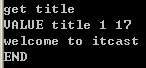 get title
VALUE title 1 17
welcome to itcast
END